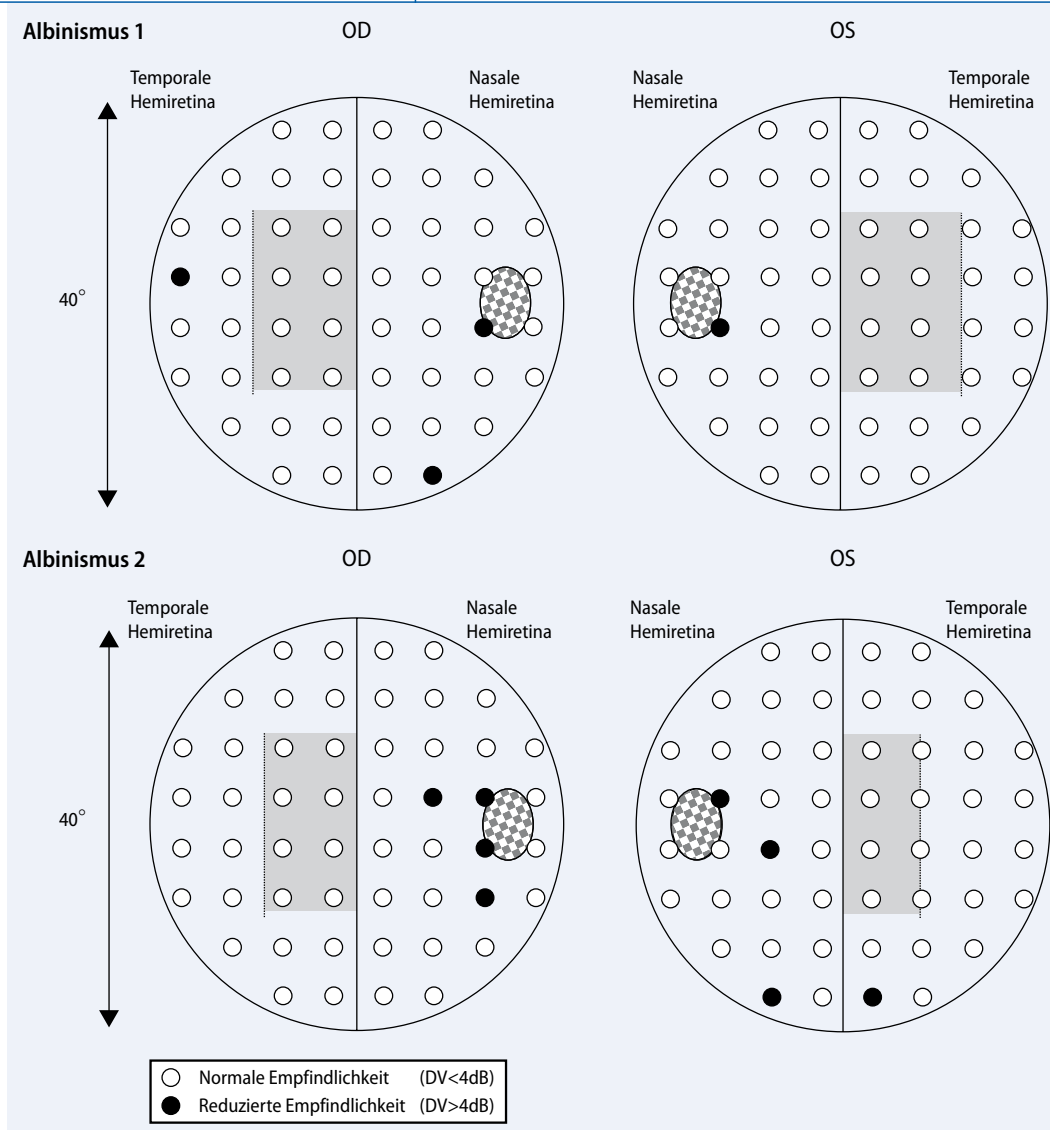 Albinismus 1
OD
OS
Temporale
Hemiretina
Nasale
Hemiretina
Nasale
Hemiretina
Temporale
Hemiretina
40°
Albinismus 2
OD
OS
Temporale
Hemiretina
Nasale
Hemiretina
Nasale
Hemiretina
Temporale
Hemiretina
40°
Normale Empfindlichkeit (DV<4dB)
Reduzierte Empfindlichkeit (DV>4dB)